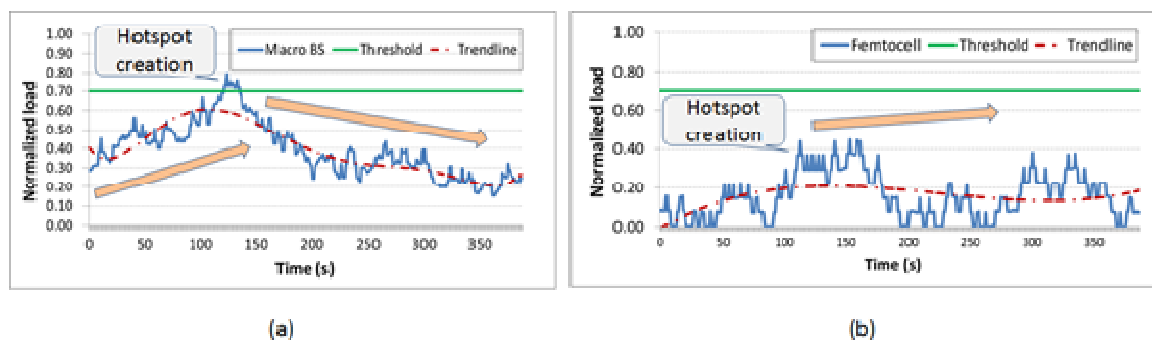 1.00
0.90
0.80
0.70
0.60
0.50
0.40
0.30
0.20
0.10
0.00
Normalized load
Hotspot
creation
Macro BS Threshold Trendline
0 50 100 150 200 250 300 350
Time (s.)
(a)
1.00
0.80
0.60
0.40
0.20
0.00
Normalized load
Femtocell Threshold Trendline
Hotspot
creation
0 50 100 150 200 250 300 350
Time (s)
(b)